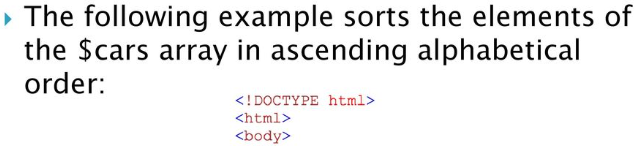 The following example sorts the elements of
the $cars array in ascending alphabetical
order:
<!DOCTYPE html>
<html>
<body>